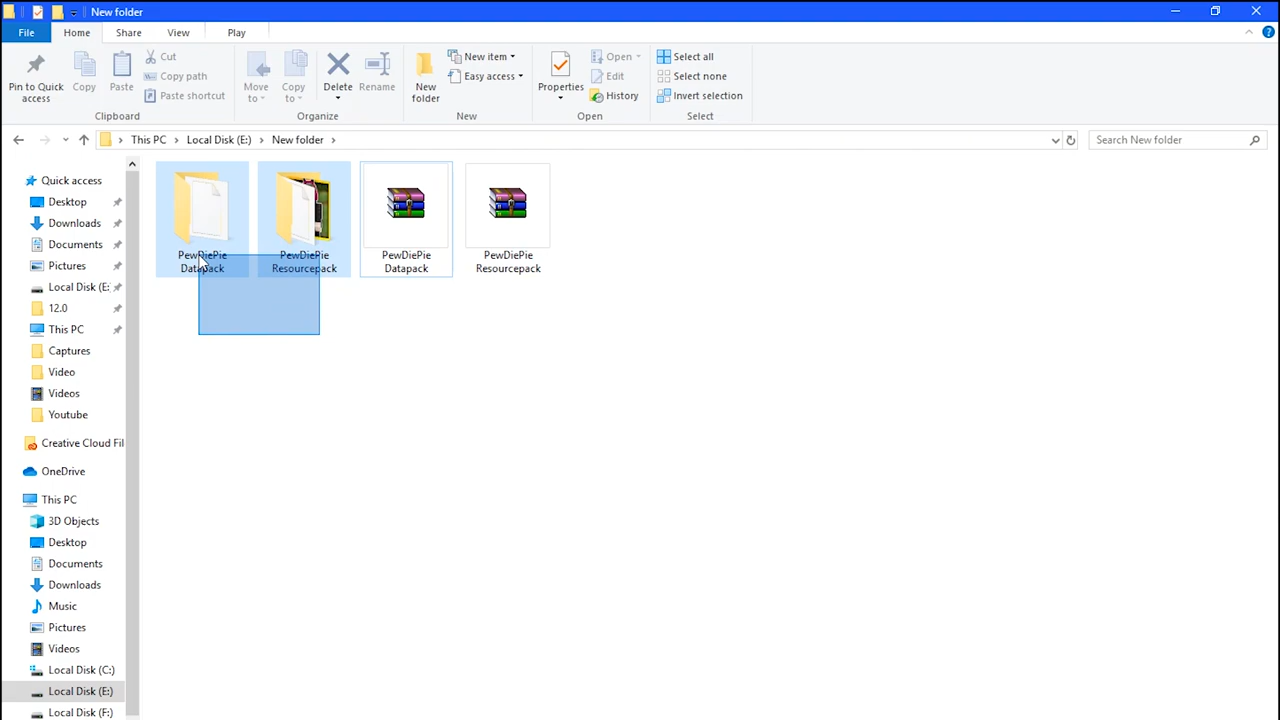 New folder
File Home Share View Play
Pin to Quick access
Copy
Paste
Cut
Copy path
Paste shortcut
Clipboard
Move to
Copy to
Delete
Rename
Organize
New folder
New item
Easy access
New
Properties
Open
Edit
History
Open
Select all
Select none
Invert selection
Select
This PC Local Disk (E:) New folder
Search New folder
Quick access
Desktop
Downloads
Documents
Pictures
Local Disk (E:
12.0
This PC
Captures
Video
Videos
Youtube
Creative Cloud Fil
OneDrive
This PC
3D Objects
Desktop
Documents
Downloads
Music
Pictures
Videos
Local Disk (C:)
Local Disk (E:)
Local Disk (F:)
PewDiePie
Datapack
PewDiePie
Resourcepack
PewDiePie
Datapack
PewDiePie
Resourcepack